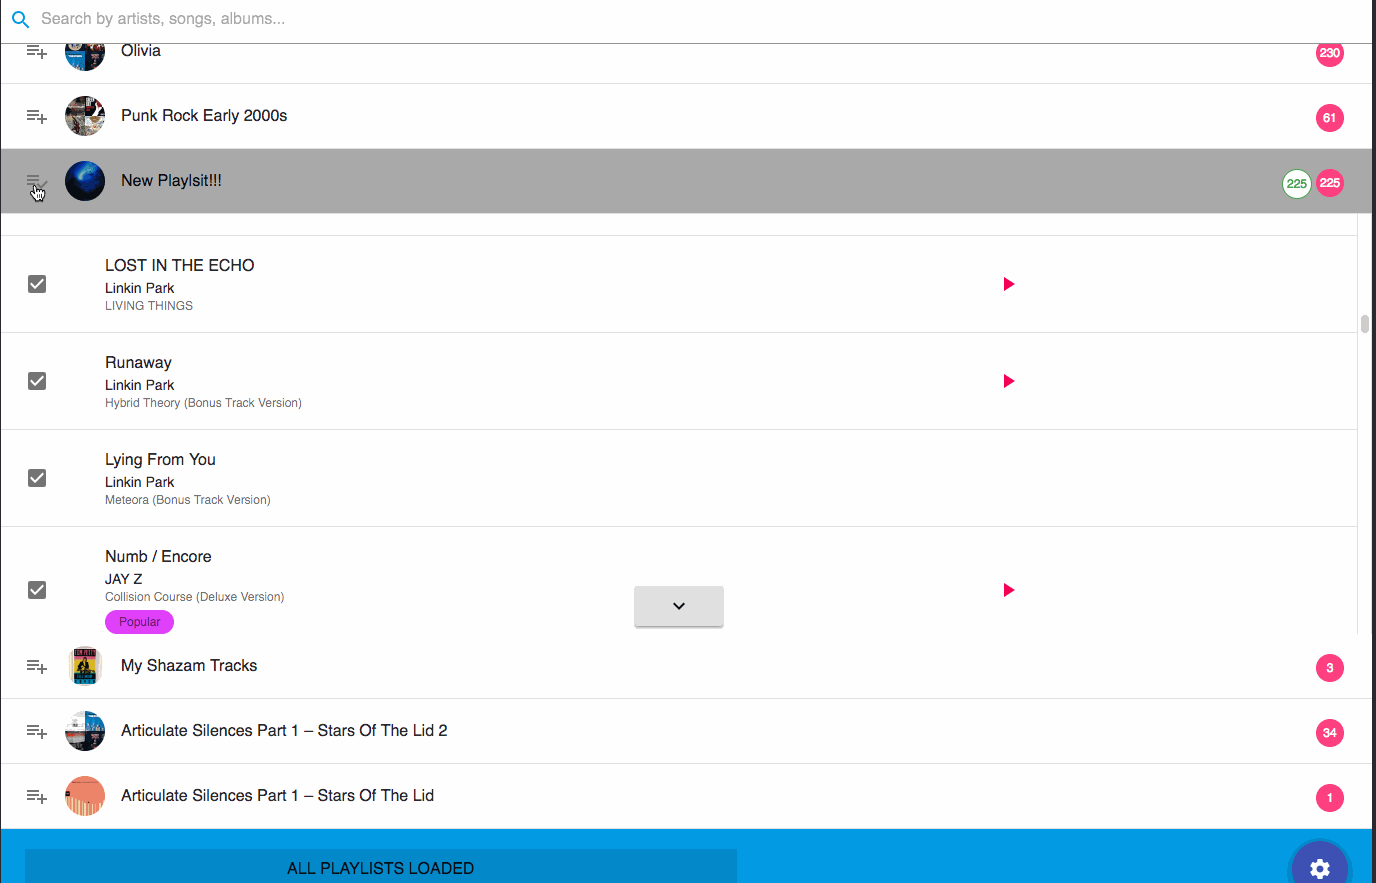 Search by artists, songs, albums...
Olivia
230
Punk Rock Early 2000s
61
New Playlsit!!!
225 225
LOST IN THE ECHO
Linkin Park
LIVING THINGS
Runaway
Linkin Park
Hybrid Theory (Bonus Track Version)
Lying From You
Linkin Park
Meteora (Bonus Track Version)
Numb / Encore
JAY Z
Collision Course (Deluxe Version)
Popular
My Shazam Tracks
3
Articulate Silences Part 1 – Stars Of The Lid 2
34
Articulate Silences Part 1 – Stars Of The Lid
1
ALL PLAYLISTS LOADED